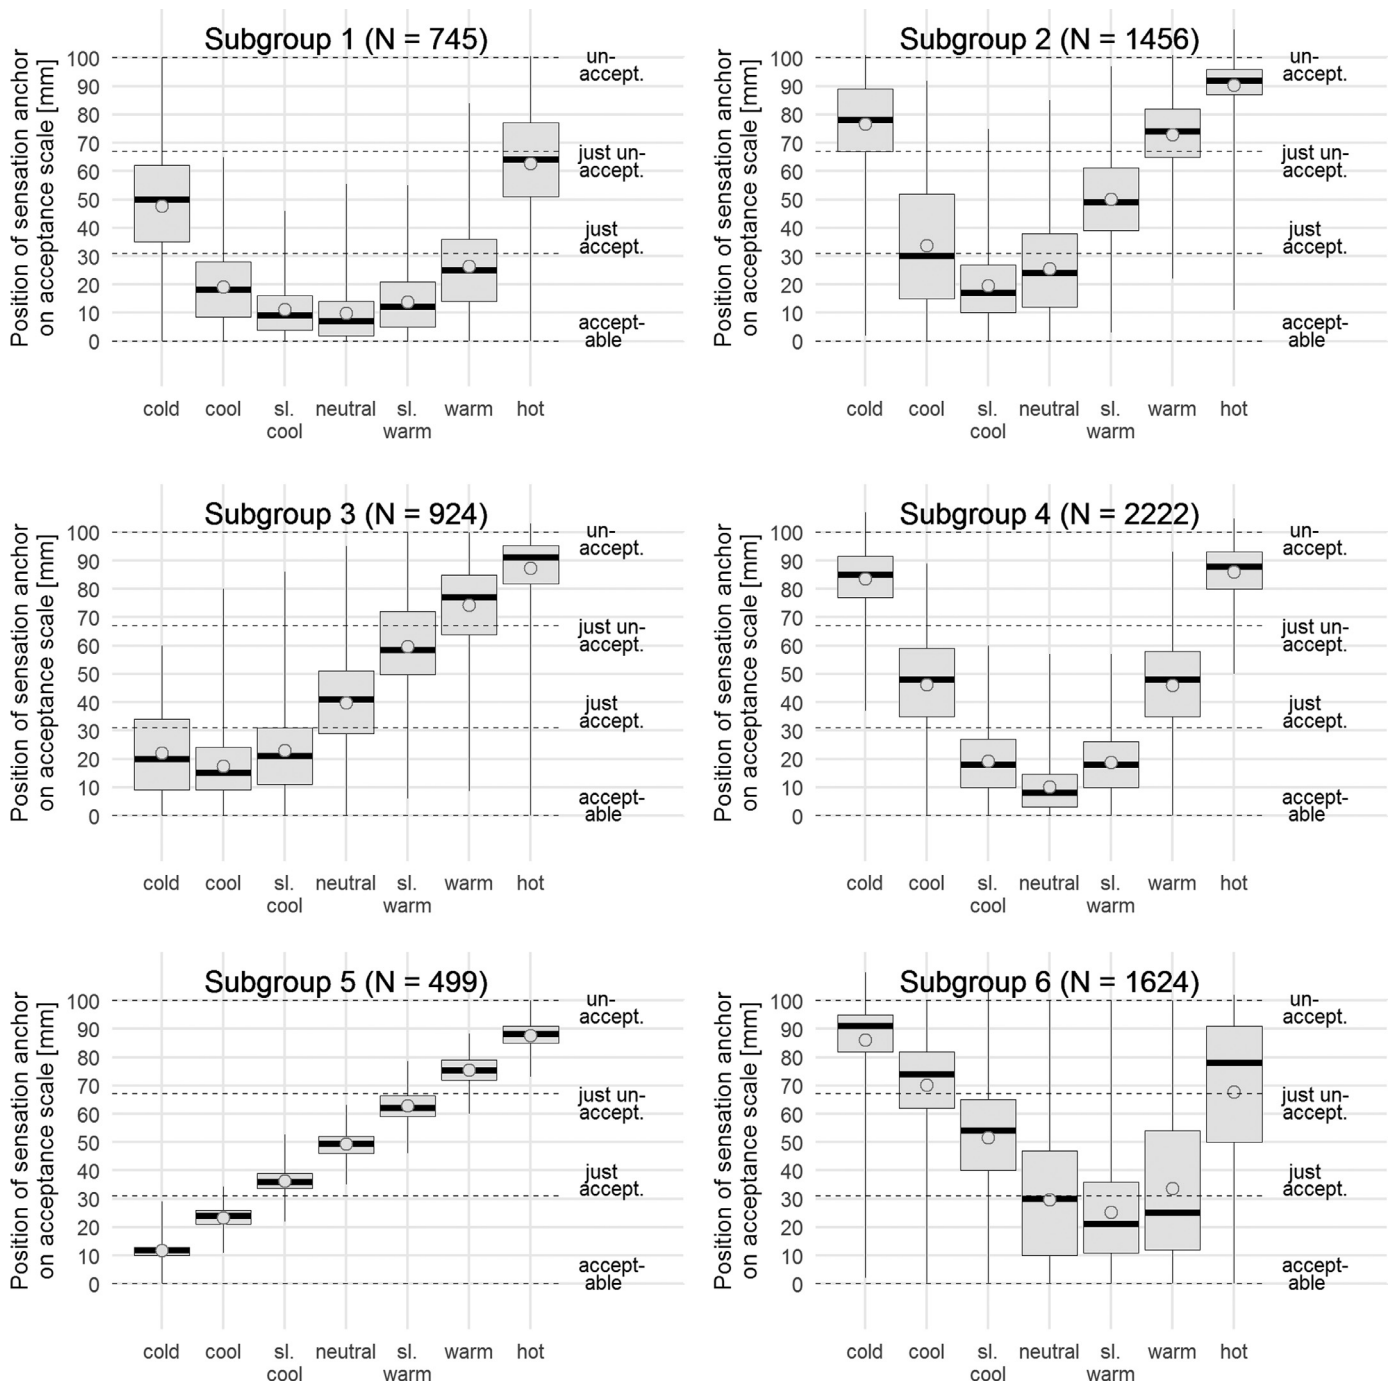 Subgroup 1 (N = 745)
Position of sensation anchor
on acceptance scale [mm]
100
90
80
70
60
50
40
30
20
10
0
un-
accept.
just un-
accept.
just
accept.
accept-
able
cold
cool
sl.
cool
neutral
sl.
warm
warm
hot
Subgroup 2 (N = 1456)
Position of sensation anchor
on acceptance scale [mm]
100
90
80
70
60
50
40
30
20
10
0
un-
accept.
just un-
accept.
just
accept.
accept-
able
cold
cool
sl.
cool
neutral
sl.
warm
warm
hot
Subgroup 3 (N = 924)
Position of sensation anchor
on acceptance scale [mm]
100
90
80
70
60
50
40
30
20
10
0
un-
accept.
just un-
accept.
just
accept.
accept-
able
cold
cool
sl.
cool
neutral
sl.
warm
warm
hot
Subgroup 4 (N = 2222)
Position of sensation anchor
on acceptance scale [mm]
100
90
80
70
60
50
40
30
20
10
0
un-
accept.
just un-
accept.
just
accept.
accept-
able
cold
cool
sl.
cool
neutral
sl.
warm
warm
hot
Subgroup 5 (N = 499)
Position of sensation anchor
on acceptance scale [mm]
100
90
80
70
60
50
40
30
20
10
0
un-
accept.
just un-
accept.
just
accept.
accept-
able
cold
cool
sl.
cool
neutral
sl.
warm
warm
hot
Subgroup 6 (N = 1624)
Position of sensation anchor
on acceptance scale [mm]
100
90
80
70
60
50
40
30
20
10
0
un-
accept.
just un-
accept.
just
accept.
accept-
able
cold
cool
sl.
cool
neutral
sl.
warm
warm
hot